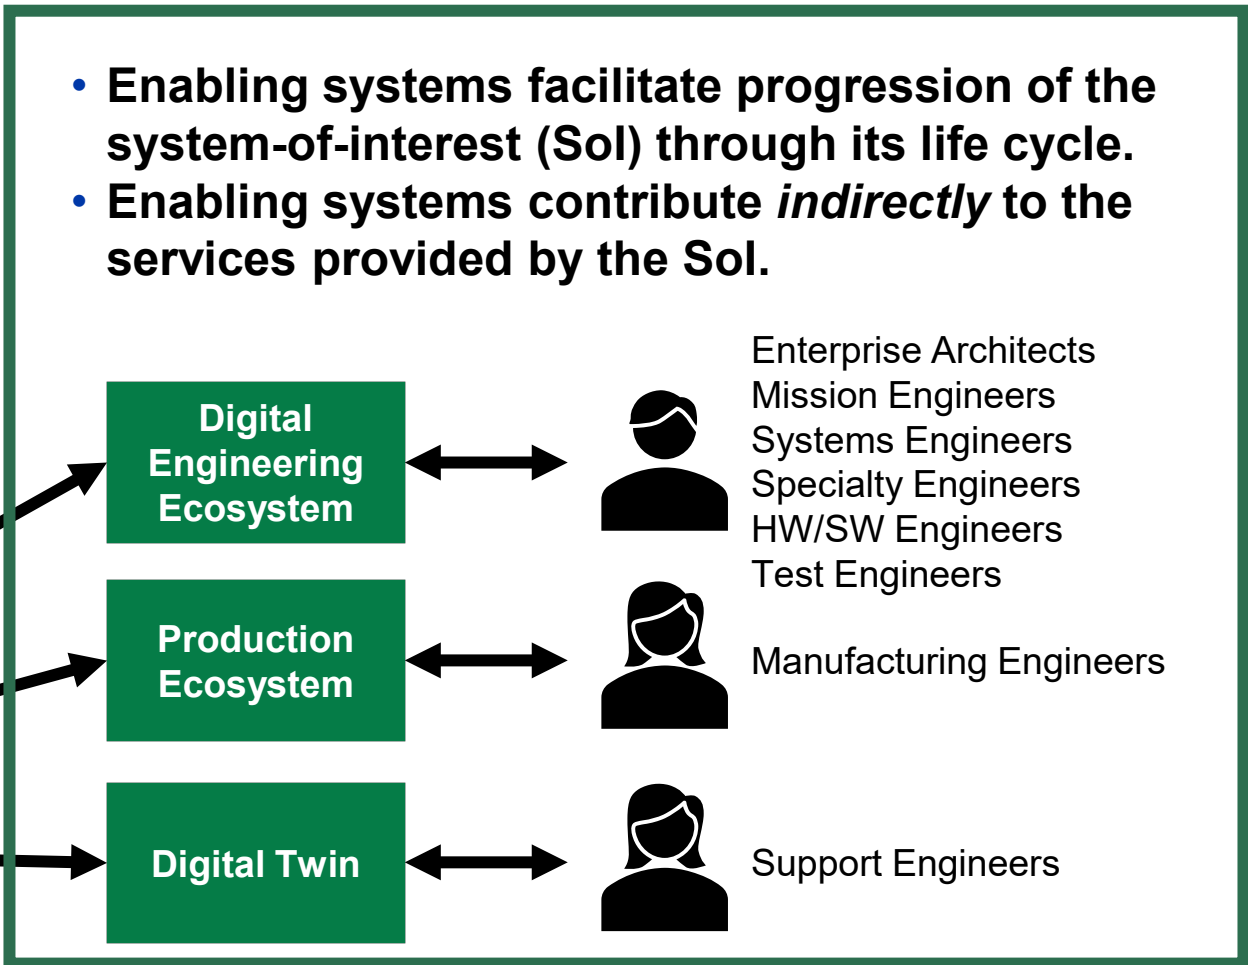 • Enabling systems facilitate progression of the
system-of-interest (SoI) through its life cycle.
• Enabling systems contribute indirectly to the
services provided by the SoI.
Digital
Engineering
Ecosystem
Enterprise Architects
Mission Engineers
Systems Engineers
Specialty Engineers
HW/SW Engineers
Test Engineers
Production
Ecosystem
Manufacturing Engineers
Digital Twin
Support Engineers